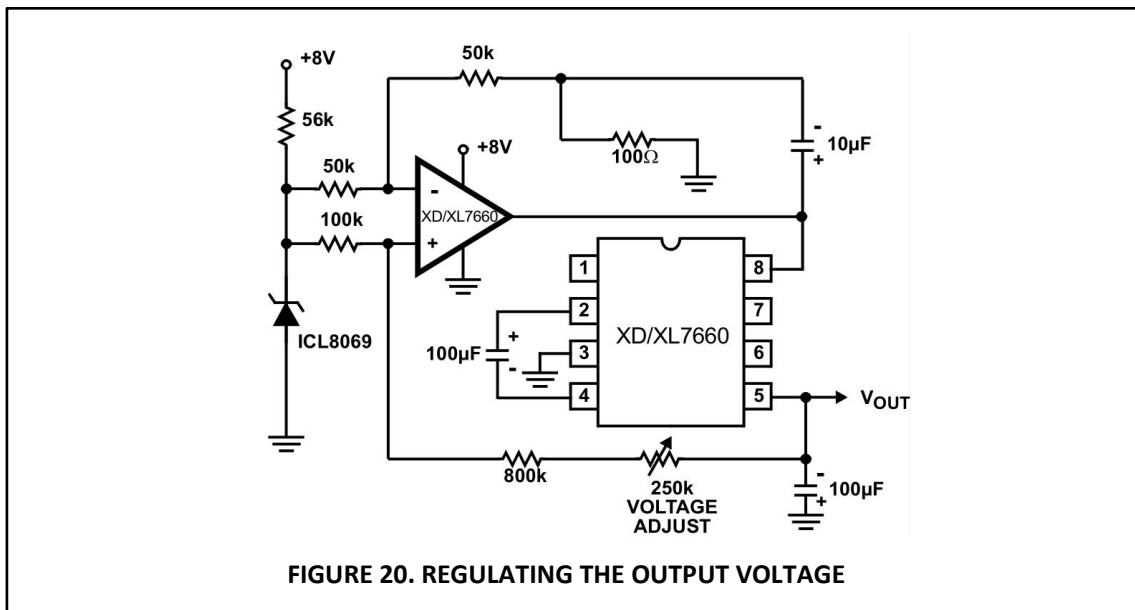 +8V
56k
50k
50k
100k
+8V
-
+
XD/XL7660
100Ω
-
+
10µF
ICL8069
100µF
+
-
1
2
3
4
XD/XL7660
8
7
6
5
VOUT
800k
250k
VOLTAGE
ADJUST
-
+
100µF
FIGURE 20. REGULATING THE OUTPUT VOLTAGE